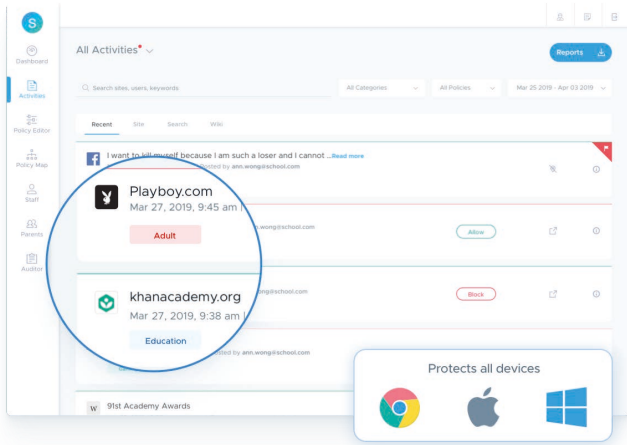 S
All Activities*
Reports
Dashboard
Search sites, users, keywords
All Categories
All Policies
Mar 25 2019 - Apr 03 2019
Activities
Recent
Site
Search
Wiki
Policy Editor
I want to kill myself because I am such a loser and I cannot ...Read more
Posted by ann.wong@school.com
Policy Map
Playboy.com
Mar 27, 2019, 9:45 am
Staff
Adult
Allow
Parents
Auditor
khanacademy.org
Block
Mar 27, 2019, 9:38 am
Education
by ann.wong@school.com
Protects all devices
W 91st Academy Awards